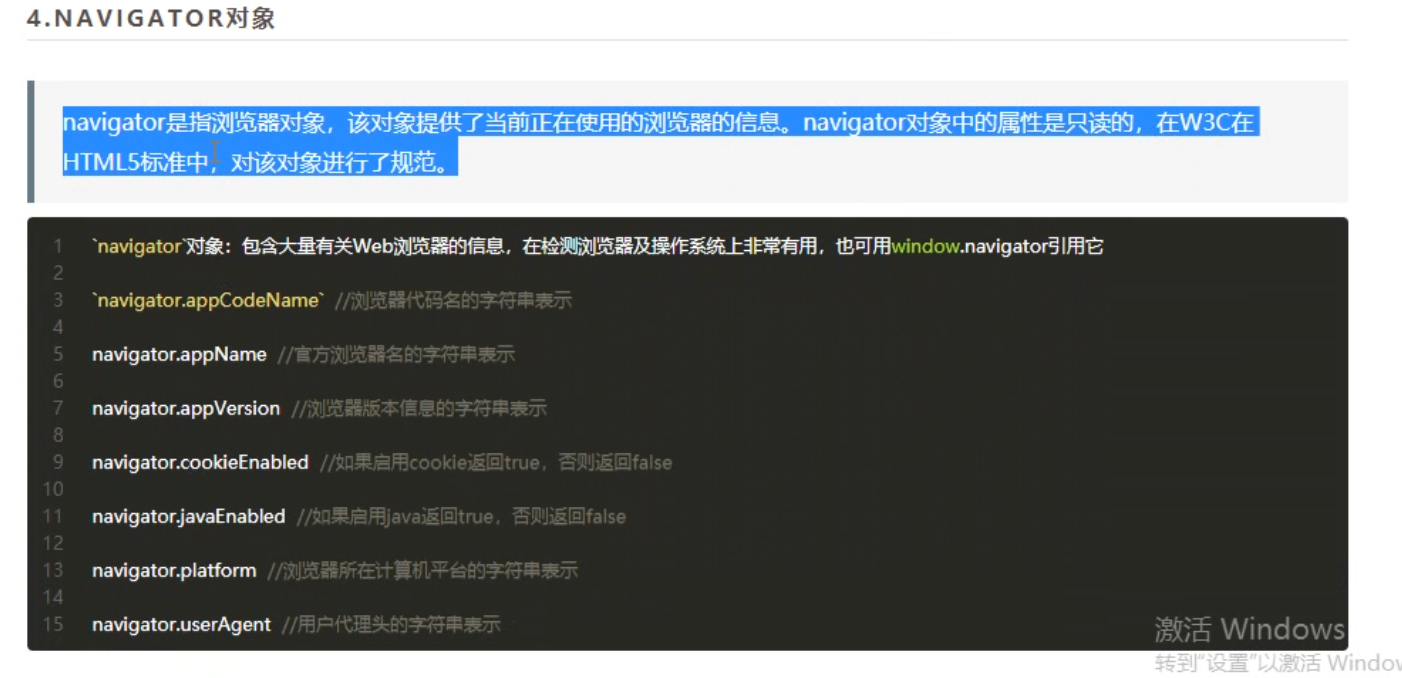 4.NAVIGATOR对象
navigator是指浏览器对象，该对象提供了当前正在使用的浏览器的信息。navigator对象中的属性是只读的，在W3C在
HTML5标准中，对该对象进行了规范。
1 `navigator`对象：包含大量有关Web浏览器的信息，在检测浏览器及操作系统上非常有用，也可用window.navigator引用它
2
3 `navigator.appCodeName` //浏览器代码名的字符串表示
4
5 navigator.appName //官方浏览器名的字符串表示
6
7 navigator.appVersion //浏览器版本信息的字符串表示
8
9 navigator.cookieEnabled //如果启用cookie返回true，否则返回false
10
11 navigator.javaEnabled //如果启用java返回true，否则返回false
12
13 navigator.platform //浏览器所在计算机平台的字符串表示
14
15 navigator.userAgent //用户代理头的字符串表示
激活 Windows
转到"设置"以激活 Window